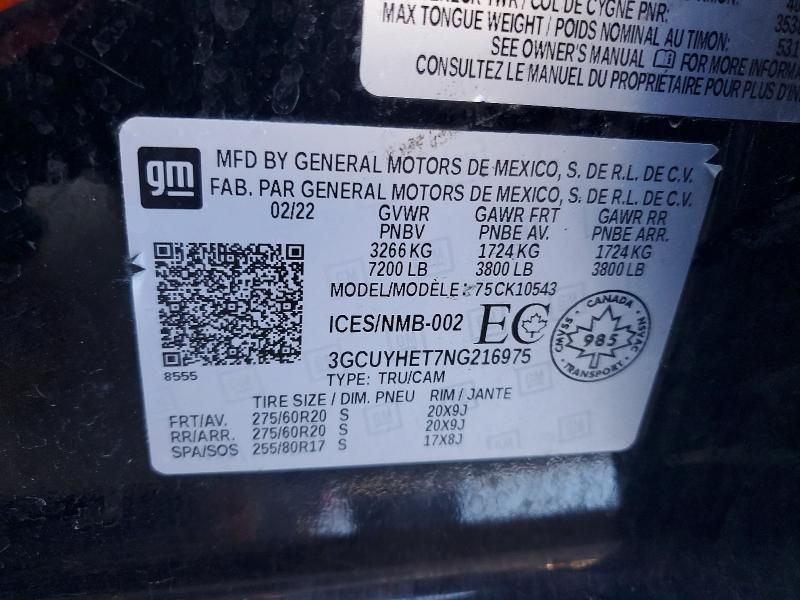 MAX TONGUE WEIGHT / POIDS NOMINAL AU TIMON:
SEE OWNER'S MANUAL FOR MORE
CONSULTEZ LE MANUEL DU PROPRIÉTAIRE POUR PLUS
gm
MFD BY GENERAL MOTORS DE MEXICO, S. DE R.L. DE C.V.
FAB. PAR GENERAL MOTORS DE MEXICO, S. DE R.L. DE C.V.
02/22 GVWR GAWR FRT GAWR RR
PNBV PNBE AV. PNBE ARR.
3266 KG 1724 KG 1724 KG
7200 LB 3800 LB 3800 LB
MODEL/MODÈLE: 75CK10543
ICES/NMB-002 EC
CANADA
CMVSS 985 NSVAC
TRANSPORT
3GCUYHET7NG216975
8555 TYPE: TRU/CAM
TIRE SIZE / DIM. PNEU RIM / JANTE
FRT/AV. 275/60R20 S 20X9J
RR/ARR. 275/60R20 S 20X9J
SPA/SOS 255/80R17 S 17X8J